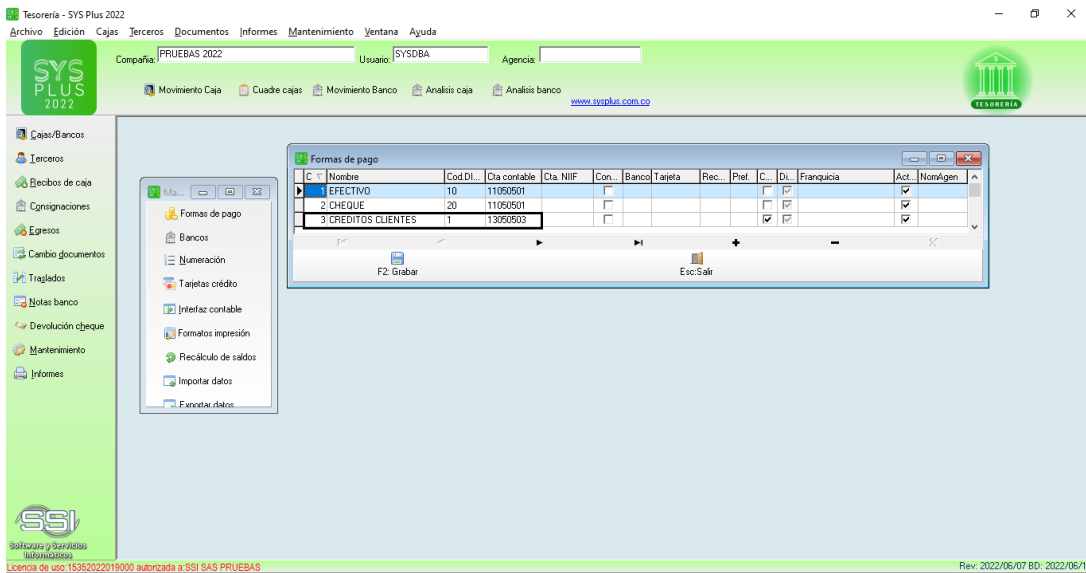 Tesorería - SYS Plus 2022
Archivo Edición Cajas Terceros Documentos Informes Mantenimiento Ventana Ayuda
SYS
PLUS
2022
Compañia: PRUEBAS 2022 Usuario: SYSDBA Agencia:
Movimiento Caja Cuadre cajas Movimiento Banco Analisis caja Analisis banco
www.sysplus.com.co
TESORERIA
Cajas/Bancos
Terceros
Recibos de caja
Consignaciones
Egresos
Cambio documentos
Traslados
Notas banco
Devolución cheque
Mantenimiento
Informes
Ma...
Formas de pago
Bancos
Numeración
Tarjetas crédito
Interfaz contable
Formatos impresión
Recálculo de saldos
Importar datos
Exportar datos
Formas de pago
C Nombre Cod.DI... Cta contable Cta. NIIF Con... Banco Tarjeta Rec... Pref. C... Di... Franquicia Act... NomAgen
1 EFECTIVO 10 11050501
2 CHEQUE 20 11050501
3 CREDITOS CLIENTES 1 13050503
F2: Grabar Esc:Salir
SSI
Software y Servicios
Informáticos
Licencia de uso:15352022019000 autorizada a:SSI SAS PRUEBAS
Rev: 2022/06/07 BD: 2022/06/1